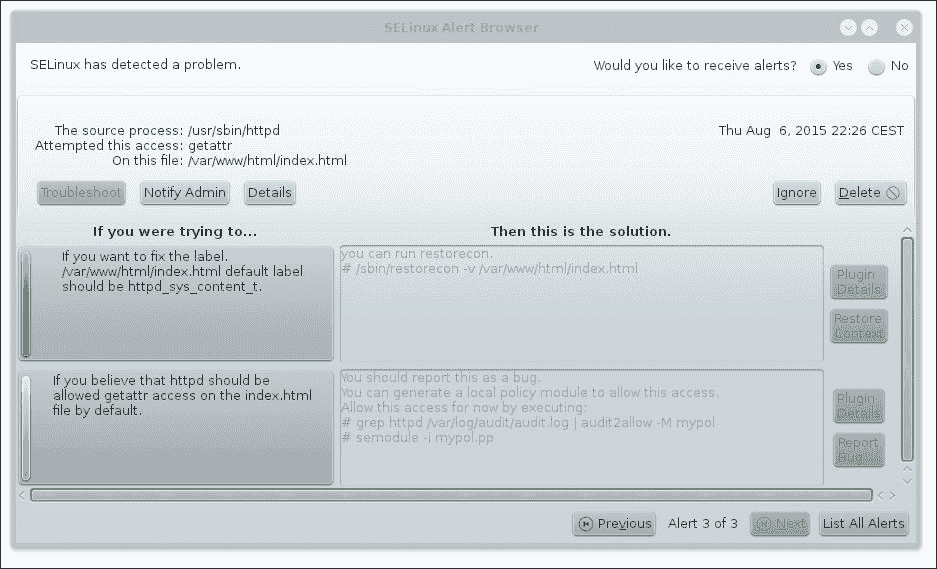 SELinux Alert Browser
SELinux has detected a problem.
Would you like to receive alerts? Yes No
The source process: /usr/sbin/httpd
Thu Aug 6, 2015 22:26 CEST
Attempted this access: getattr
On this file: /var/www/html/index.html
Troubleshoot Notify Admin Details Ignore Delete
If you were trying to... Then this is the solution.
If you want to fix the label.
/var/www/html/index.html default label
should be httpd_sys_content_t.
you can run restorecon.
# /sbin/restorecon -v /var/www/html/index.html
Plugin
Details
Restore
Context
If you believe that httpd should be
allowed getattr access on the index.html
file by default.
You should report this as a bug.
You can generate a local policy module to allow this access.
Allow this access for now by executing:
# grep httpd /var/log/audit/audit.log | audit2allow -M mypol
# semodule -i mypol.pp
Plugin
Details
Report
Bug
Previous Alert 3 of 3 Next List All Alerts